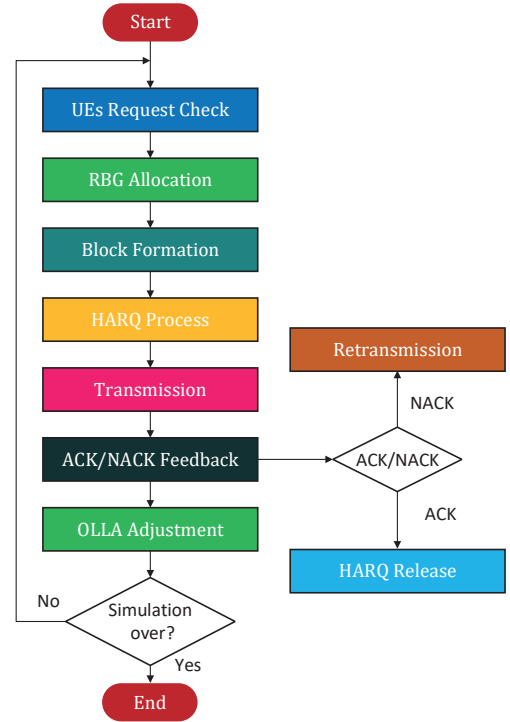 Start
UEs Request Check
RBG Allocation
Block Formation
HARQ Process
Retransmission
Transmission
NACK
ACK/NACK Feedback
ACK/NACK
ACK
OLLA Adjustment
HARQ Release
No
Simulation
over?
Yes
End